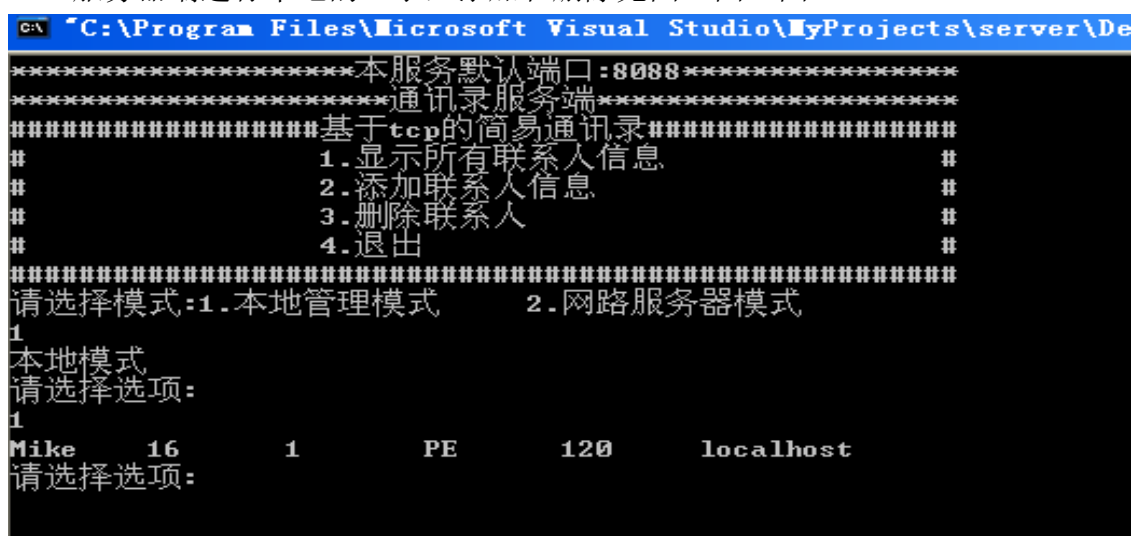 "C:\Program Files\Microsoft Visual Studio\MyProjects\server\De
********************本服务默认端口:8088****************
**********************通讯录服务端*********************
##################基于tcp的简易通讯录##################
# 1.显示所有联系人信息 #
# 2.添加联系人信息 #
# 3.删除联系人 #
# 4.退出 #
#######################################################
请选择模式:1.本地管理模式 2.网路服务器模式
1
本地模式
请选择选项:
1
Mike 16 1 PE 120 localhost
请选择选项: